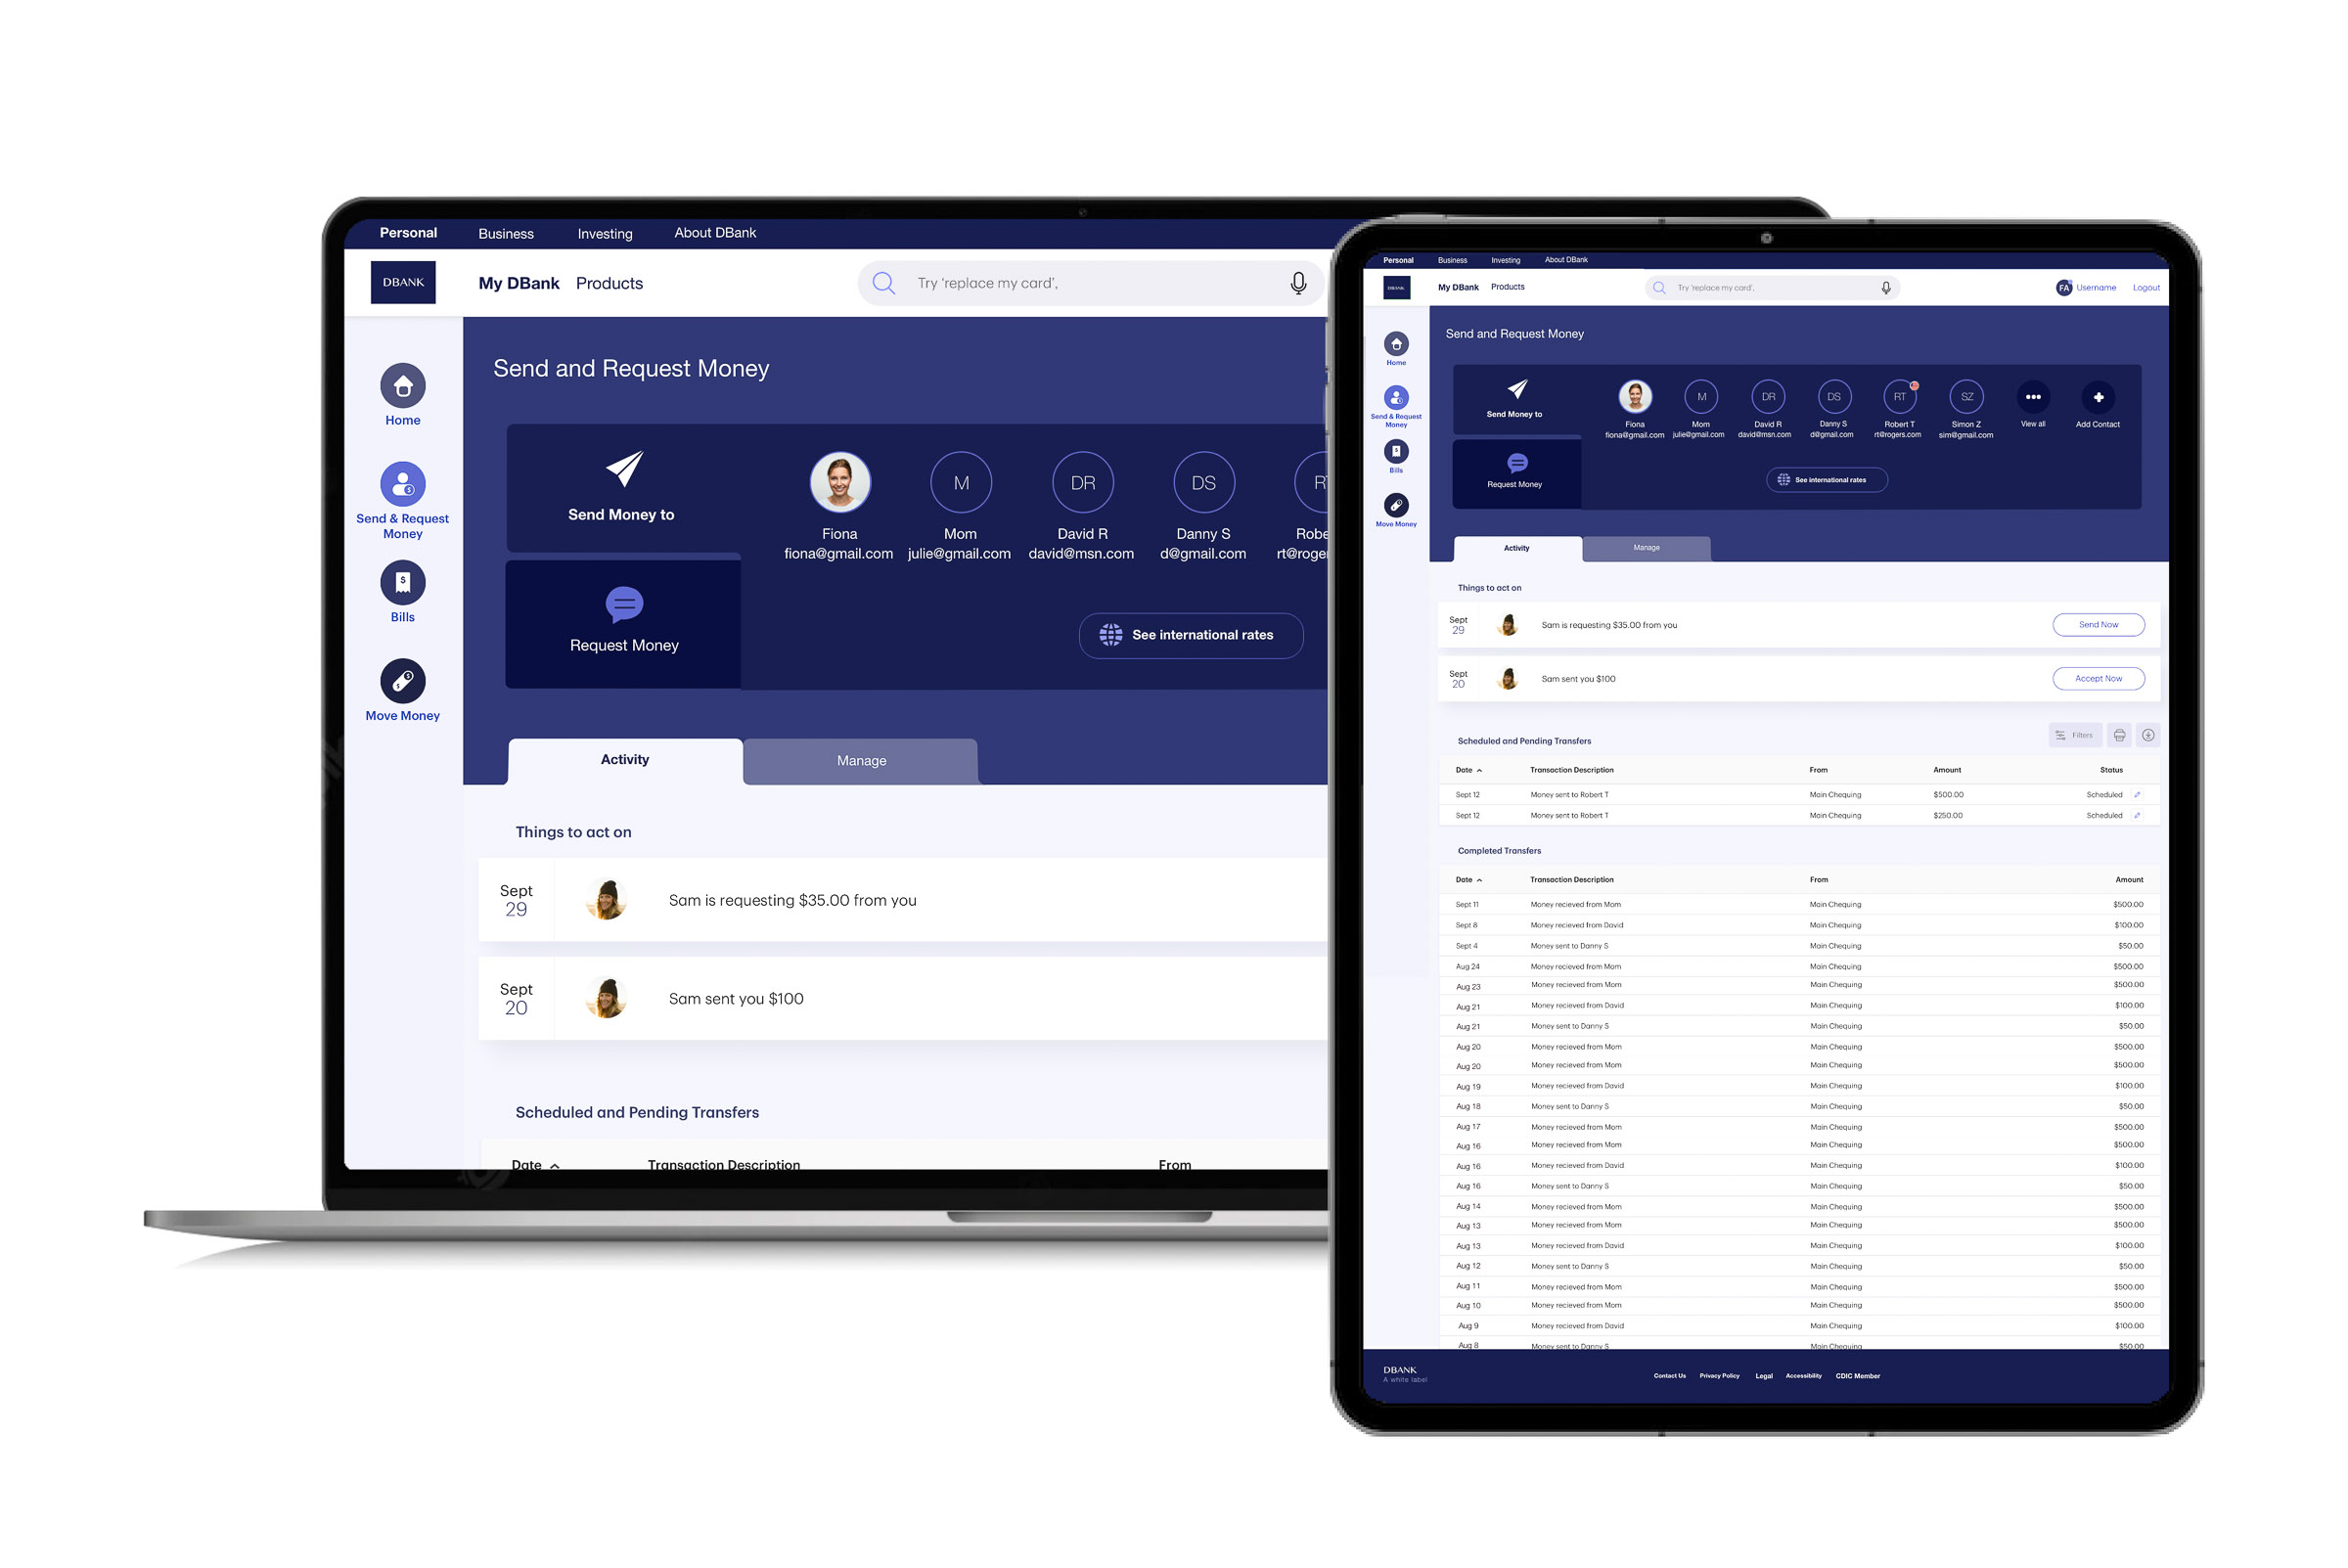 Personal Business Investing About DBank
DBANK My DBank Products Try 'replace my card',
Home
Send & Request
Money
Bills
Move Money
Send and Request Money
Send Money to
Request Money
Fiona M Mom DR David R DS Danny S
fiona@gmail.com julie@gmail.com david@msn.com d@gmail.com
See international rates
Activity Manage
Things to act on
Sept
29
Sam is requesting $35.00 from you
Sept
20
Sam sent you $100
Scheduled and Pending Transfers
Date Transaction Description From
Personal Business Investing About DBank
DBANK My DBank Products Try 'replace my card', FA Username Logout
Home
Send & Request
Money
Bills
Move Money
Send and Request Money
Send Money to
Request Money
M DR DS RT SZ
Fiona Mom David R Danny S Robert T Simon Z View all Add Contact
fiona@gmail.com julie@gmail.com david@msn.com d@gmail.com rt@rogers.com sim@gmail.com
See international rates
Activity Manage
Things to act on
Sept
29
Sam is requesting $35.00 from you Send Now
Sept
20
Sam sent you $100 Accept Now
Scheduled and Pending Transfers Filters
Date Transaction Description From Amount Status
Sept 12 Money sent to Robert T Main Chequing $500.00 Scheduled
Sept 12 Money sent to Robert T Main Chequing $250.00 Scheduled
Completed Transfers
Date Transaction Description From Amount
Sept 11 Money recieved from Mom Main Chequing $500.00
Sept 8 Money recieved from David Main Chequing $100.00
Sept 4 Money sent to Danny S Main Chequing $50.00
Aug 24 Money recieved from Mom Main Chequing $500.00
Aug 23 Money recieved from Mom Main Chequing $500.00
Aug 21 Money recieved from David Main Chequing $100.00
Aug 21 Money sent to Danny S Main Chequing $50.00
Aug 20 Money recieved from Mom Main Chequing $500.00
Aug 20 Money recieved from Mom Main Chequing $500.00
Aug 19 Money recieved from David Main Chequing $100.00
Aug 18 Money sent to Danny S Main Chequing $50.00
Aug 17 Money recieved from Mom Main Chequing $500.00
Aug 16 Money recieved from Mom Main Chequing $500.00
Aug 16 Money recieved from David Main Chequing $100.00
Aug 16 Money sent to Danny S Main Chequing $50.00
Aug 14 Money recieved from Mom Main Chequing $500.00
Aug 13 Money recieved from Mom Main Chequing $500.00
Aug 13 Money recieved from David Main Chequing $100.00
Aug 12 Money sent to Danny S Main Chequing $50.00
Aug 11 Money recieved from Mom Main Chequing $500.00
Aug 10 Money recieved from Mom Main Chequing $500.00
Aug 9 Money recieved from David Main Chequing $100.00
Aug 8 Money sent to Danny S Main Chequing $50.00
DBANK
A white label
Contact Us Privacy Policy Legal Accessibility CDIC Member